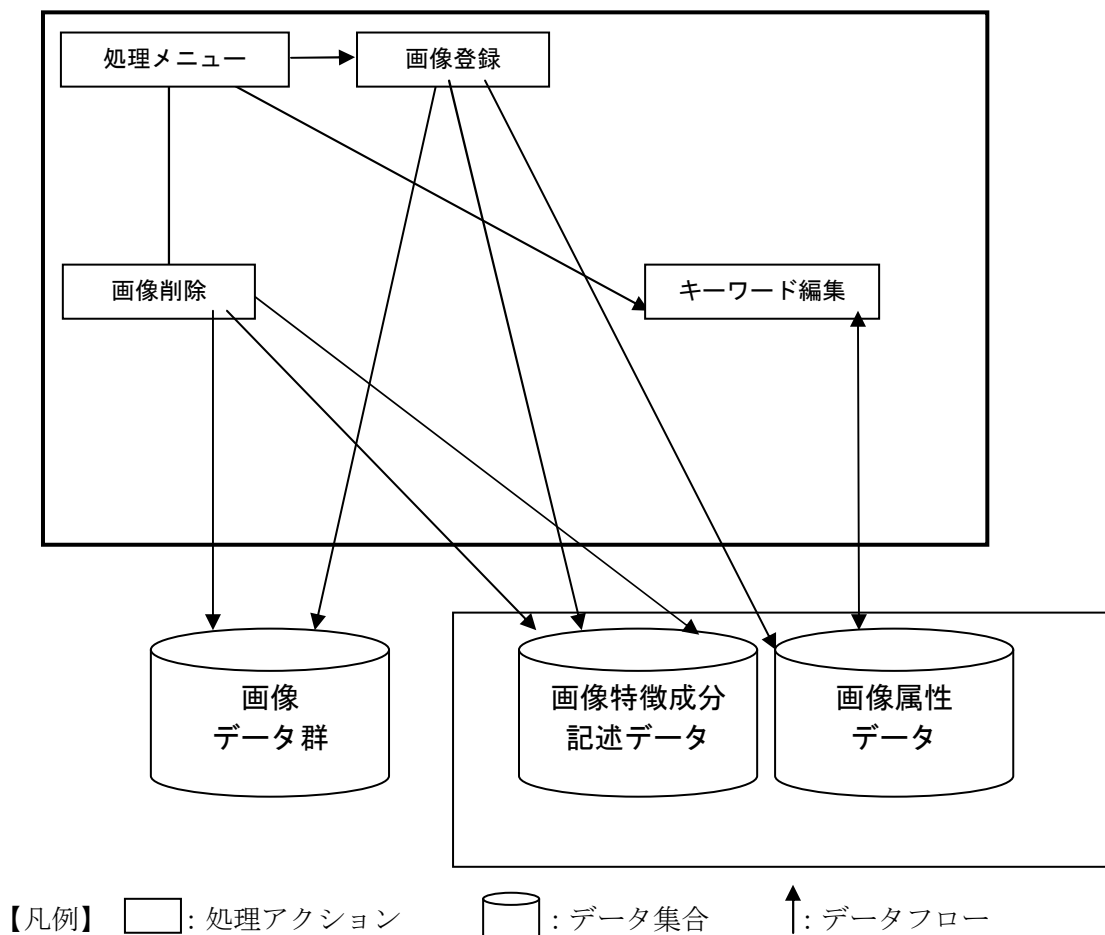 処理メニュー
画像登録
画像削除
キーワード編集
画像
データ群
画像特徴成分
記述データ
画像属性
データ
【凡例】 : 処理アクション : データ集合 : データフロー